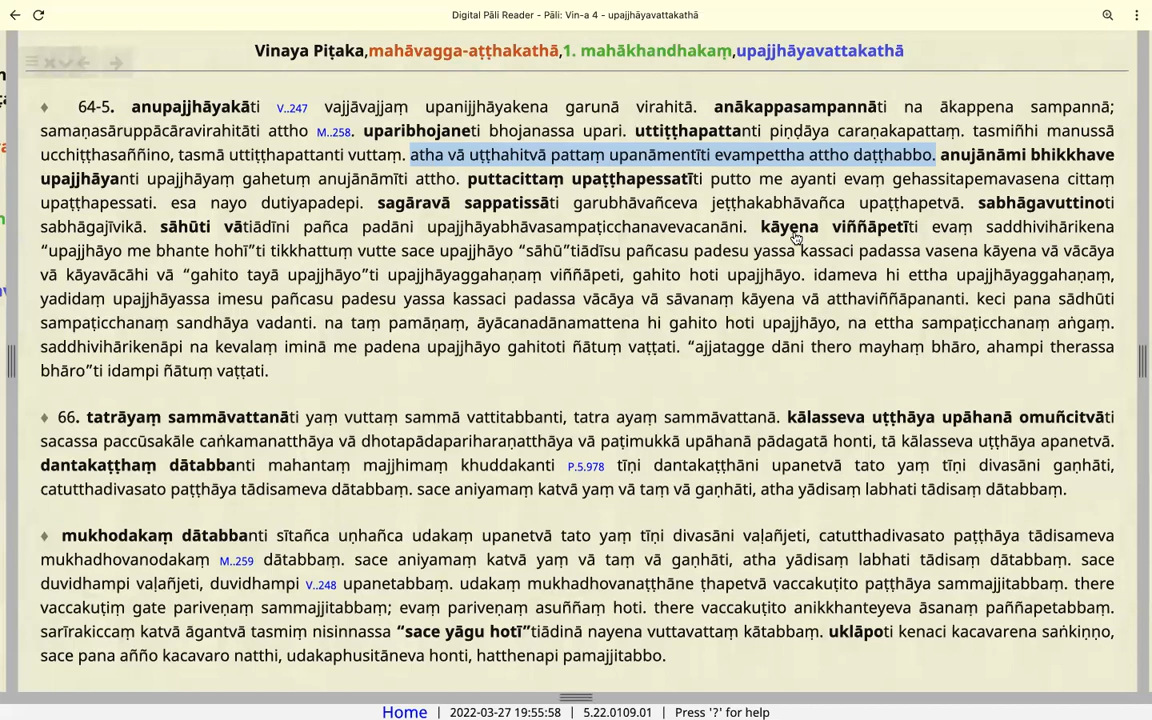 Digital Pāli Reader - Pāli: Vin-a 4 - upajjhāyavattakathā
Vinaya Piṭaka,mahāvagga-aṭṭhakathā,1. mahākhandhakaṃ,upajjhāyavattakathā
♦ 64-5. anupajjhāyakāti V..247 vajjāvajjaṃ upanijjhāyakena garunā virahitā. anākappasampannāti na ākappena sampannā;
samaṇasāruppācāravirahitāti attho M..258. uparibhojaneti bhojanassa upari. uttiṭṭhapattanti piṇḍāya caraṇakapattaṃ. tasmiñhi manussā
ucchiṭṭhasaññino, tasmā uttiṭṭhapattanti vuttaṃ. atha vā uṭṭhahitvā pattaṃ upanāmentīti evampettha attho daṭṭhabbo. anujānāmi bhikkhave
upajjhāyanti upajjhāyaṃ gahetuṃ anujānāmīti attho. puttacittaṃ upaṭṭhapessatīti putto me ayanti evaṃ gehassitapemavasena cittaṃ
upaṭṭhapessati. esa nayo dutiyapadepi. sagāravā sappatissāti garubhāvañceva jeṭṭhakabhāvañca upaṭṭhapetvā. sabhāgavuttinoti
sabhāgajīvikā. sāhūti vātiādīni pañca padāni upajjhāyabhāvasampaṭicchanavevacanāni. kāyena viññāpetīti evaṃ saddhivihārikena
“upajjhāyo me bhante hohī”ti tikkhattuṃ vutte sace upajjhāyo “sāhū”tiādīsu pañcasu padesu yassa kassaci padassa vasena kāyena vā vācāya
vā kāyavācāhi vā “gahito tayā upajjhāyo”ti upajjhāyaggahaṇaṃ viññāpeti, gahito hoti upajjhāyo. idameva hi ettha upajjhāyaggahaṇaṃ,
yadidaṃ upajjhāyassa imesu pañcasu padesu yassa kassaci padassa vācāya vā sāvanaṃ kāyena vā atthaviññāpananti. keci pana sādhūti
sampaṭicchanaṃ sandhāya vadanti. na taṃ pamāṇaṃ, āyācanadānamattena hi gahito hoti upajjhāyo, na ettha sampaṭicchanaṃ aṅgaṃ.
saddhivihārikenāpi na kevalaṃ iminā me padena upajjhāyo gahitoti ñātuṃ vaṭṭati. “ajjatagge dāni thero mayhaṃ bhāro, ahampi therassa
bhāro”ti idampi ñātuṃ vaṭṭati.
♦ 66. tatrāyaṃ sammāvattanāti yaṃ vuttaṃ sammā vattitabbanti, tatra ayaṃ sammāvattanā. kālasseva uṭṭhāya upāhanā omuñcitvāti
sacassa paccūsakāle caṅkamanatthāya vā dhotapādapariharaṇatthāya vā paṭimukkā upāhanā pādagatā honti, tā kālasseva uṭṭhāya apanetvā.
dantakaṭṭhaṃ dātabbanti mahantaṃ majjhimaṃ khuddakanti P.5.978 tīṇi dantakaṭṭhāni upanetvā tato yaṃ tīṇi divasāni gaṇhāti,
catutthadivasato paṭṭhāya tādisameva dātabbaṃ. sace aniyamaṃ katvā yaṃ vā taṃ vā gaṇhāti, atha yādisaṃ labhati tādisaṃ dātabbaṃ.
♦ mukhodakaṃ dātabbanti sītañca uṇhañca udakaṃ upanetvā tato yaṃ tīṇi divasāni vaḷañjeti, catutthadivasato paṭṭhāya tādisameva
mukhadhovanodakaṃ M..259 dātabbaṃ. sace aniyamaṃ katvā yaṃ vā taṃ vā gaṇhāti, atha yādisaṃ labhati tādisaṃ dātabbaṃ. sace
duvidhampi vaḷañjeti, duvidhampi V..248 upanetabbaṃ. udakaṃ mukhadhovanaṭṭhāne ṭhapetvā vaccakuṭito paṭṭhāya sammajjitabbaṃ. there
vaccakuṭiṃ gate pariveṇaṃ sammajjitabbaṃ; evaṃ pariveṇaṃ asuññaṃ hoti. there vaccakuṭito anikkhanteyeva āsanaṃ paññapetabbaṃ.
sarīrakiccaṃ katvā āgantvā tasmiṃ nisinnassa “sace yāgu hotī”tiādinā nayena vuttavattaṃ kātabbaṃ. uklāpoti kenaci kacavarena saṅkiṇṇo,
sace pana añño kacavaro natthi, udakaphusitāneva honti, hatthenapi pamajjitabbo.
Home | 2022-03-27 19:55:58 | 5.22.0109.01 | Press '?' for help